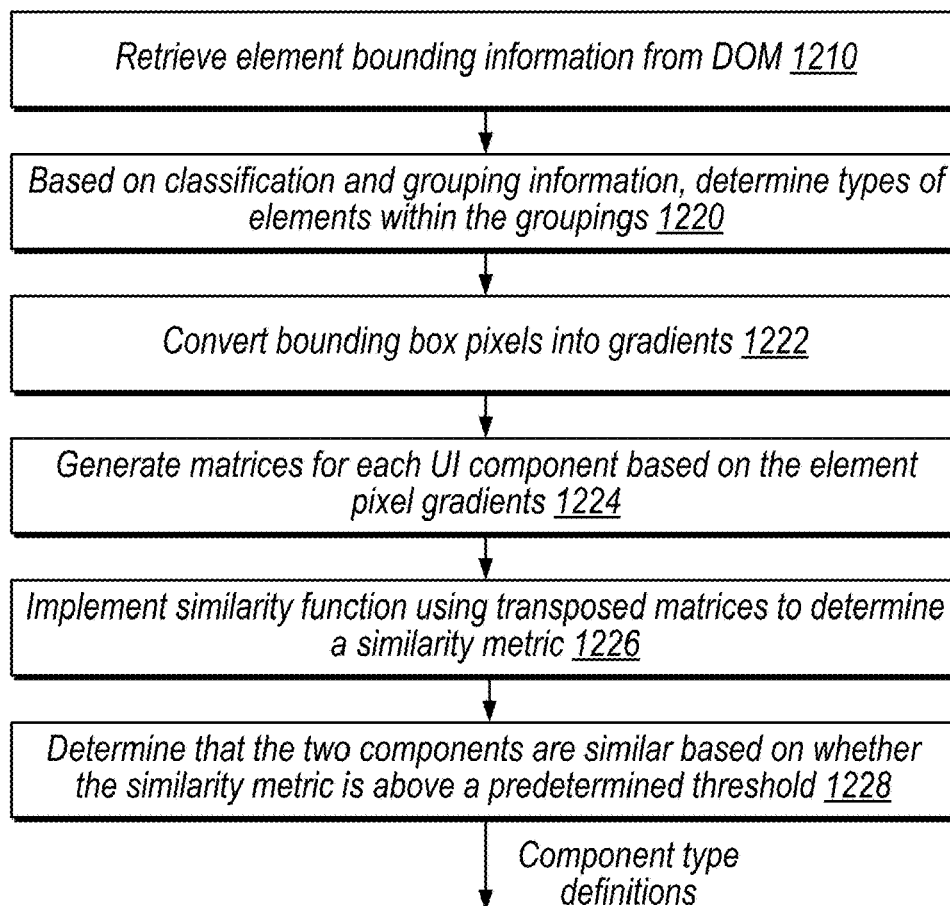 Retrieve element bounding information from DOM 1210
Based on classification and grouping information, determine types of
elements within the groupings 1220
Convert bounding box pixels into gradients 1222
Generate matrices for each UI component based on the element
pixel gradients 1224
Implement similarity function using transposed matrices to determine
a similarity metric 1226
Determine that the two components are similar based on whether
the similarity metric is above a predetermined threshold 1228
Component type
definitions